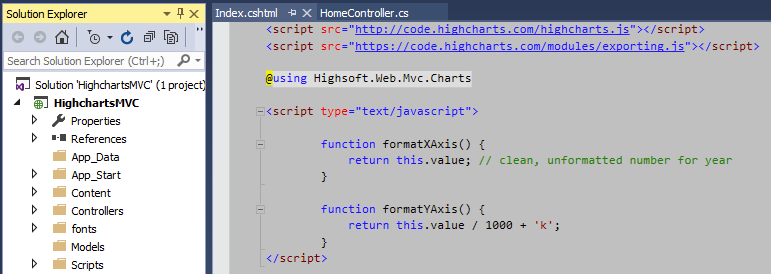 Solution Explorer
Search Solution Explorer (Ctrl+;)
Solution 'HighchartsMVC' (1 project)
HighchartsMVC
Properties
References
App_Data
App_Start
Content
Controllers
fonts
Models
Scripts
Index.cshtml
HomeController.cs
<script src="http://code.highcharts.com/highcharts.js"></script>
<script src="https://code.highcharts.com/modules/exporting.js"></script>
@using Highsoft.Web.Mvc.Charts
<script type="text/javascript">
function formatXAxis() {
return this.value; // clean, unformatted number for year
}
function formatYAxis() {
return this.value / 1000 + 'k';
}
</script>